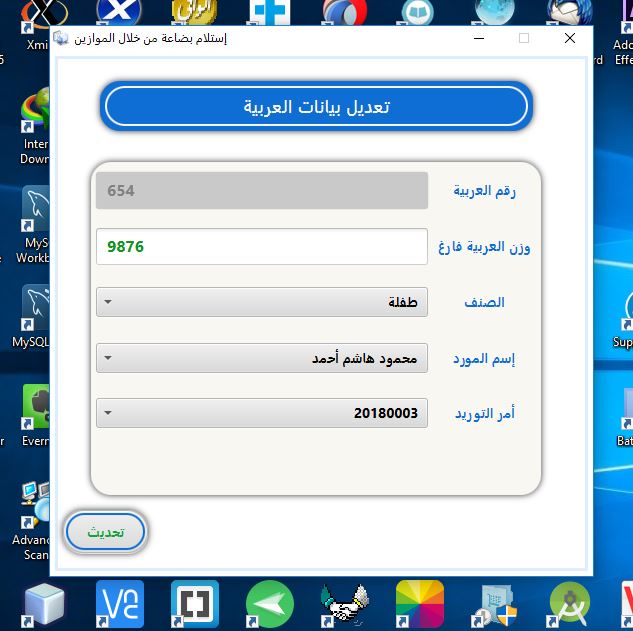 إستلام بضاعة من خلال الموازين
تعديل بيانات العربية
رقم العربية
654
وزن العربية فارغ
9876
الصنف
طفلة
إسم المورد
محمود هاشم أحمد
أمر التوريد
20180003
تحديث
Xmi
Inter
Down
MyS
Workb
MySQL
Evern
Advan
Scan
Ado
Effe
rd
Sup
Bat